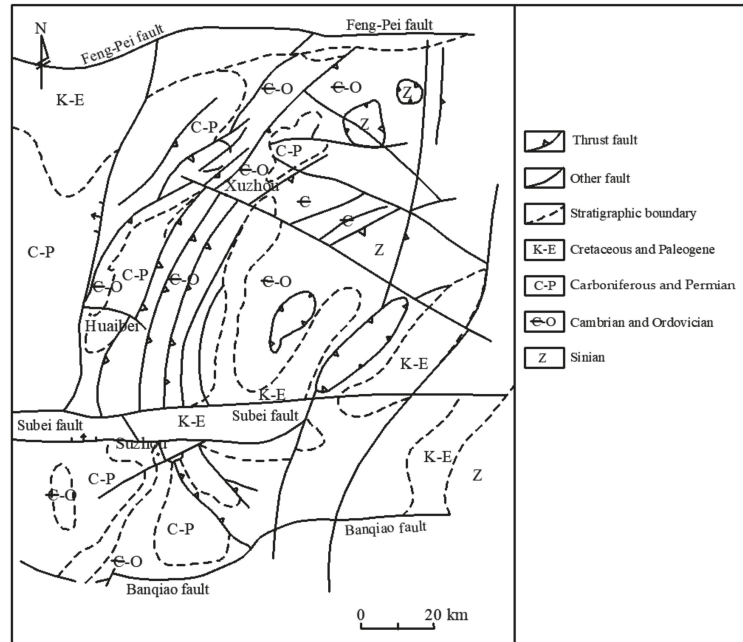 Feng-Pei fault
N
Feng-Pei fault
K-E
Є-O
Є-O
Z
C-P
Z
C-P
Є-O
Xuzhou
Є
Є
Z
C-P
C-P
Є-O
Є-O
Є-O
Huaibei
K-E
K-E
K-E
Subei fault
Subei fault
Suzhou
K-E
C-P
Z
Є-O
C-P
Banqiao fault
Є-O
Banqiao fault
0 20 km
Thrust fault
Other fault
Stratigraphic boundary
K-E Cretaceous and Paleogene
C-P Carboniferous and Permian
Є-O Cambrian and Ordovician
Z Sinian